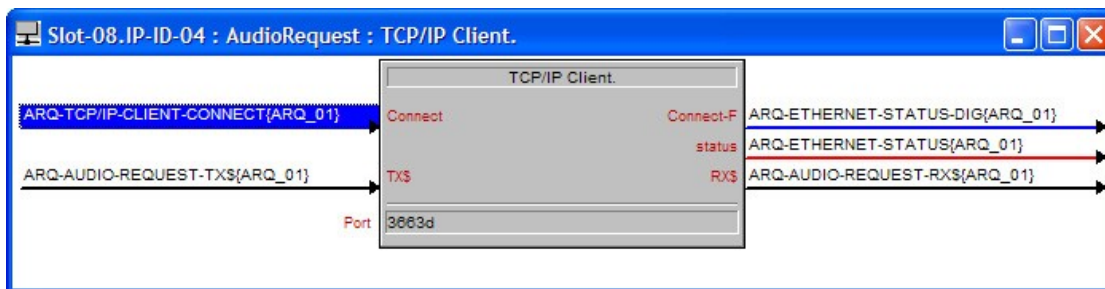 Slot-08.IP-ID-04 : AudioRequest : TCP/IP Client.
TCP/IP Client.
ARQ-TCP/IP-CLIENT-CONNECT{ARQ_01} Connect Connect-F ARQ-ETHERNET-STATUS-DIG{ARQ_01}
status ARQ-ETHERNET-STATUS{ARQ_01}
ARQ-AUDIO-REQUEST-TX${ARQ_01} TX$ RX$ ARQ-AUDIO-REQUEST-RX${ARQ_01}
Port 3663d